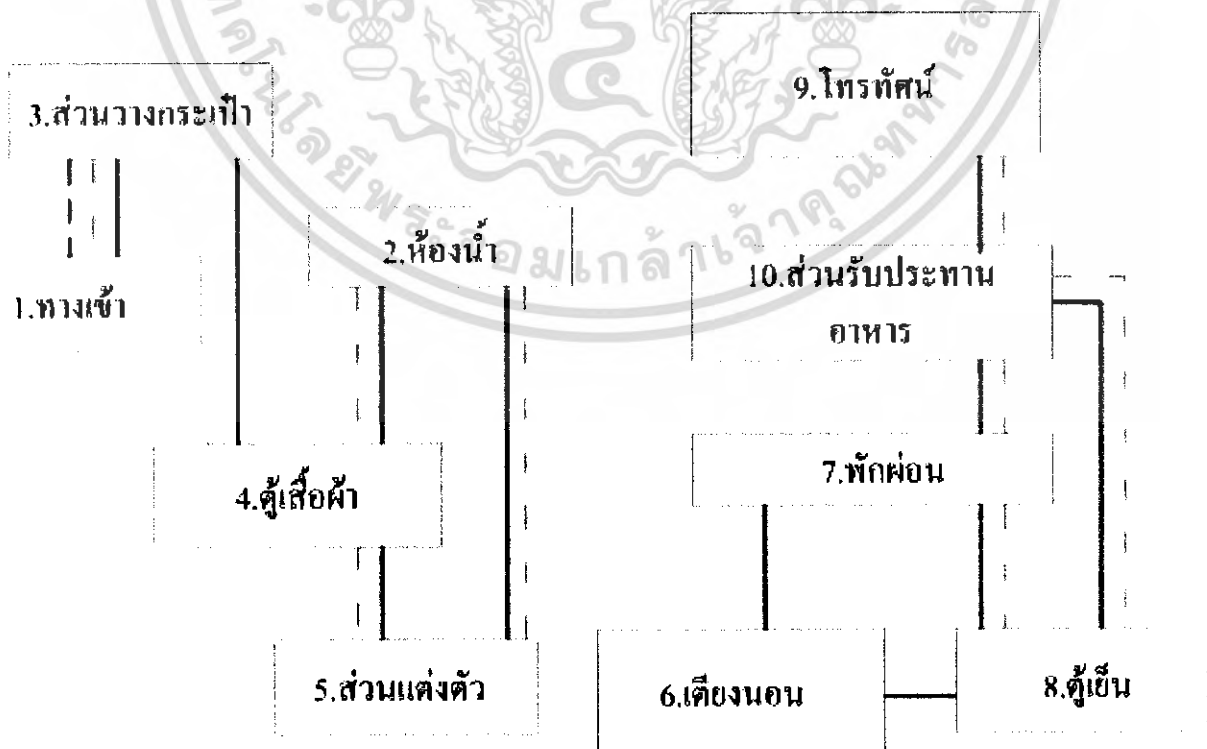 9.โทรทัศน์
3.ส่วนวางกระเป๋า
2.ห้องน้ำ
10.ส่วนรับประทาน
อาหาร
1.ทางเข้า
7.พักผ่อน
4.ตู้เสื้อผ้า
5.ส่วนแต่งตัว
6.เตียงนอน
8.ตู้เย็น